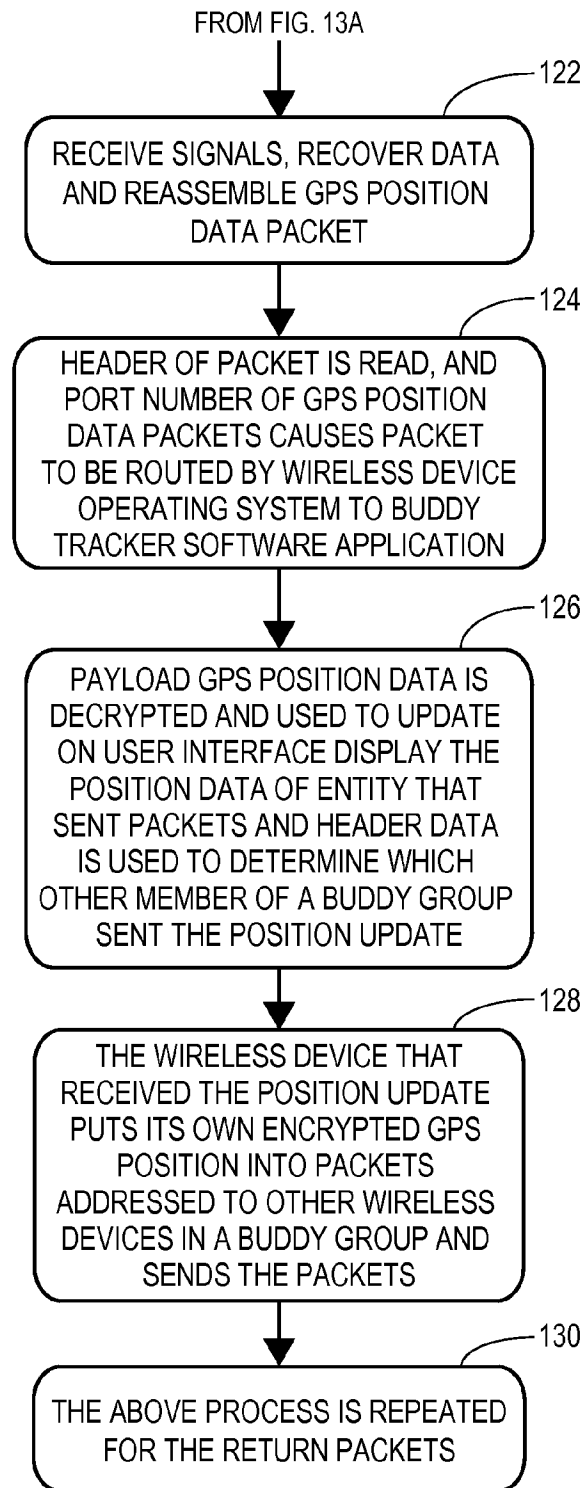 FROM FIG. 13A
122
RECEIVE SIGNALS, RECOVER DATA
AND REASSEMBLE GPS POSITION
DATA PACKET
124
HEADER OF PACKET IS READ, AND
PORT NUMBER OF GPS POSITION
DATA PACKETS CAUSES PACKET
TO BE ROUTED BY WIRELESS DEVICE
OPERATING SYSTEM TO BUDDY
TRACKER SOFTWARE APPLICATION
126
PAYLOAD GPS POSITION DATA IS
DECRYPTED AND USED TO UPDATE
ON USER INTERFACE DISPLAY THE
POSITION DATA OF ENTITY THAT
SENT PACKETS AND HEADER DATA
IS USED TO DETERMINE WHICH
OTHER MEMBER OF A BUDDY GROUP
SENT THE POSITION UPDATE
128
THE WIRELESS DEVICE THAT
RECEIVED THE POSITION UPDATE
PUTS ITS OWN ENCRYPTED GPS
POSITION INTO PACKETS
ADDRESSED TO OTHER WIRELESS
DEVICES IN A BUDDY GROUP AND
SENDS THE PACKETS
130
THE ABOVE PROCESS IS REPEATED
FOR THE RETURN PACKETS